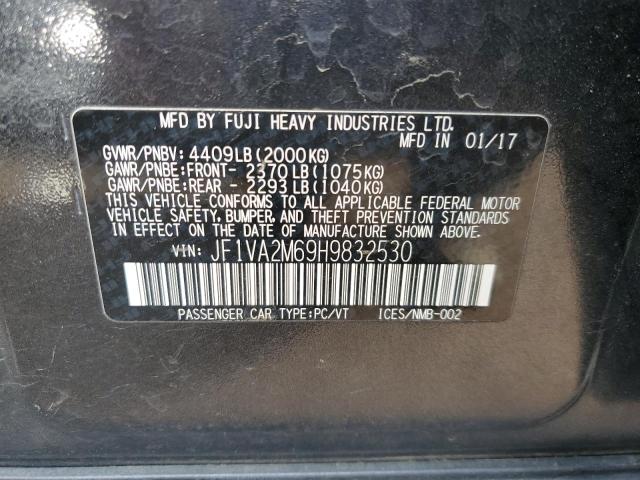 MFD BY FUJI HEAVY INDUSTRIES LTD.
MFD IN 01/17
GVWR/PNBV: 4409LB(2000KG)
GAWR/PNBE:FRONT- 2370LB(1075KG)
GAWR/PNBE:REAR - 2293LB(1040KG)
THIS VEHICLE CONFORMS TO ALL APPLICABLE FEDERAL MOTOR
VEHICLE SAFETY, BUMPER, AND THEFT PREVENTION STANDARDS
IN EFFECT ON THE DATE OF MANUFACTURE SHOWN ABOVE.
VIN: JF1VA2M69H9832530
PASSENGER CAR TYPE:PC/VT ICES/NMB-002